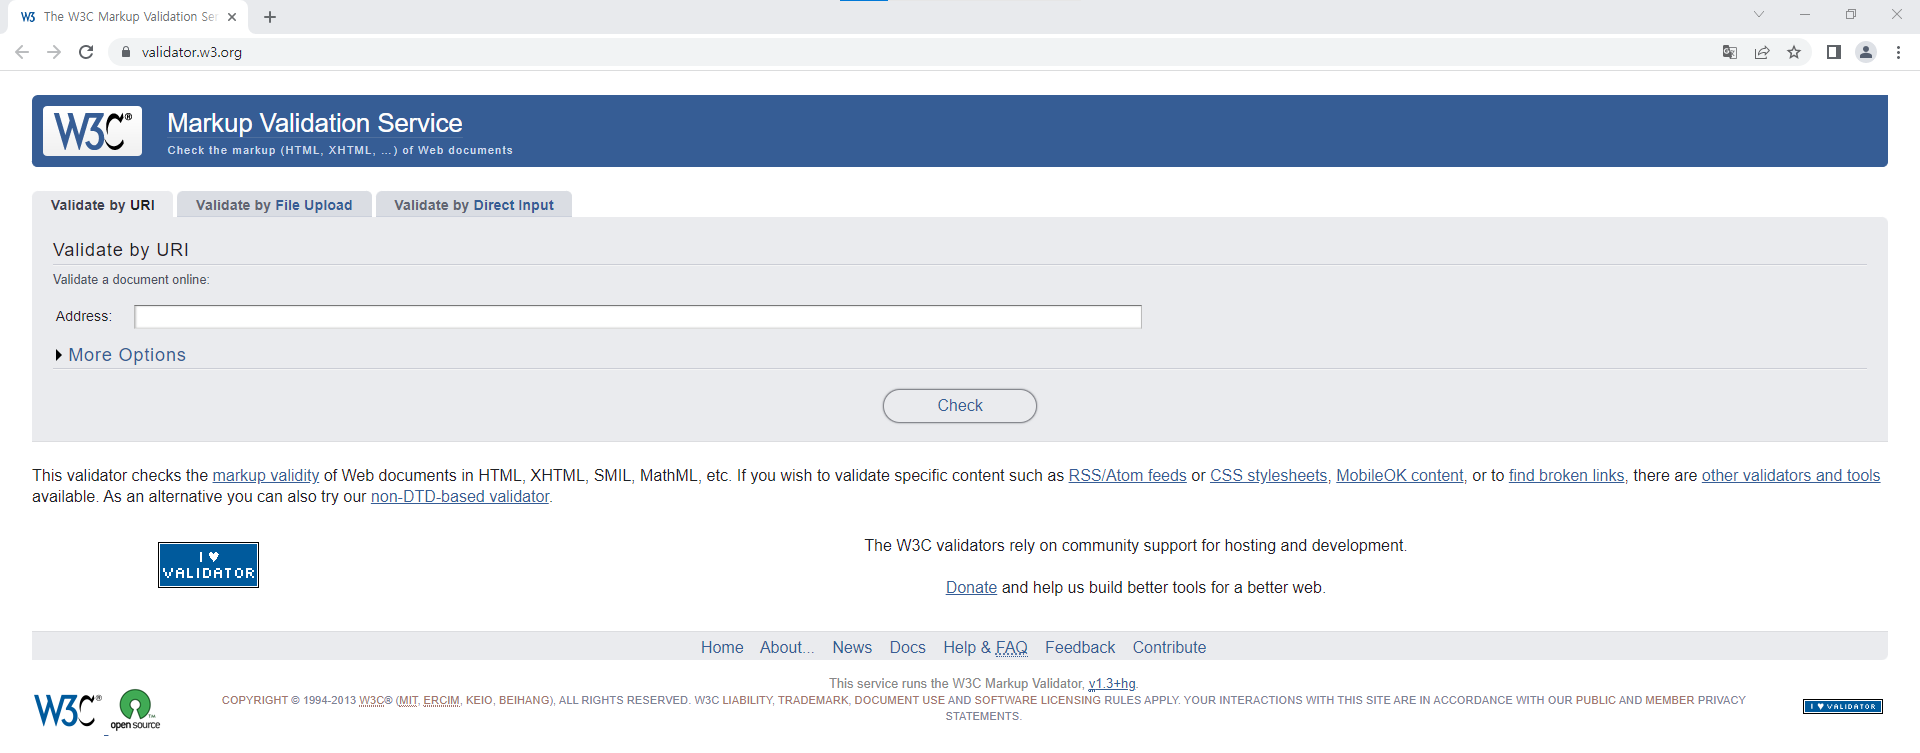 W3 The W3C Markup Validation Ser
validator.w3.org
W3C®
Markup Validation Service
Check the markup (HTML, XHTML, …) of Web documents
Validate by URI
Validate by File Upload
Validate by Direct Input
Validate by URI
Validate a document online:
Address:
More Options
Check
This validator checks the markup validity of Web documents in HTML, XHTML, SMIL, MathML, etc. If you wish to validate specific content such as RSS/Atom feeds or CSS stylesheets, MobileOK content, or to find broken links, there are other validators and tools
available. As an alternative you can also try our non-DTD-based validator.
I ♥
VALIDATOR
The W3C validators rely on community support for hosting and development.
Donate and help us build better tools for a better web.
Home About... News Docs Help & FAQ Feedback Contribute
This service runs the W3C Markup Validator, v1.3+hg.
W3C®
open source
COPYRIGHT © 1994-2013 W3C® (MIT, ERCIM, KEIO, BEIHANG), ALL RIGHTS RESERVED. W3C LIABILITY, TRADEMARK, DOCUMENT USE AND SOFTWARE LICENSING RULES APPLY. YOUR INTERACTIONS WITH THIS SITE ARE IN ACCORDANCE WITH OUR PUBLIC AND MEMBER PRIVACY
STATEMENTS.
I ♥ VALIDATOR